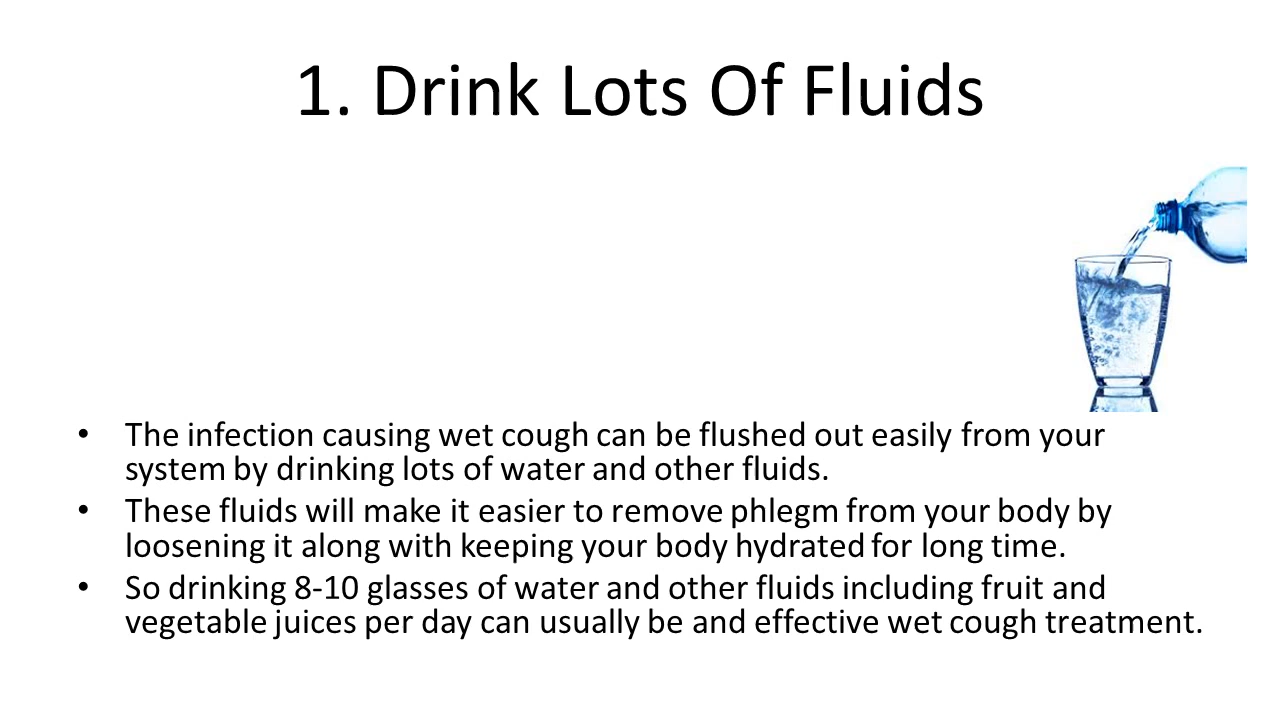 1. Drink Lots Of Fluids
• The infection causing wet cough can be flushed out easily from your
system by drinking lots of water and other fluids.
• These fluids will make it easier to remove phlegm from your body by
loosening it along with keeping your body hydrated for long time.
• So drinking 8-10 glasses of water and other fluids including fruit and
vegetable juices per day can usually be and effective wet cough treatment.